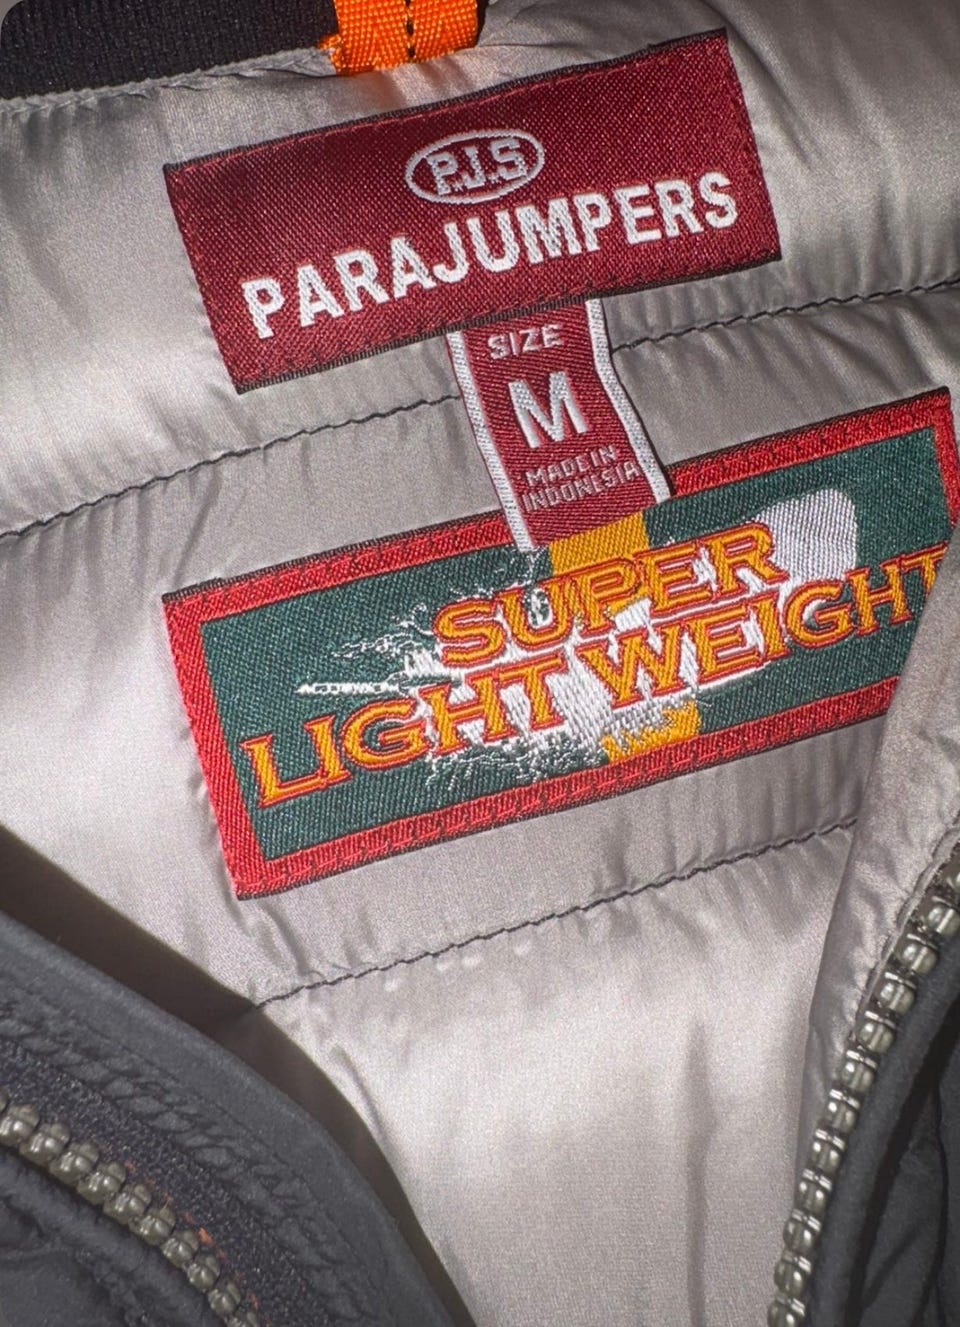 P.J.S
PARAJUMPERS
SIZE
M
MADE IN
INDONESIA
SUPER
LIGHT WEIGHT